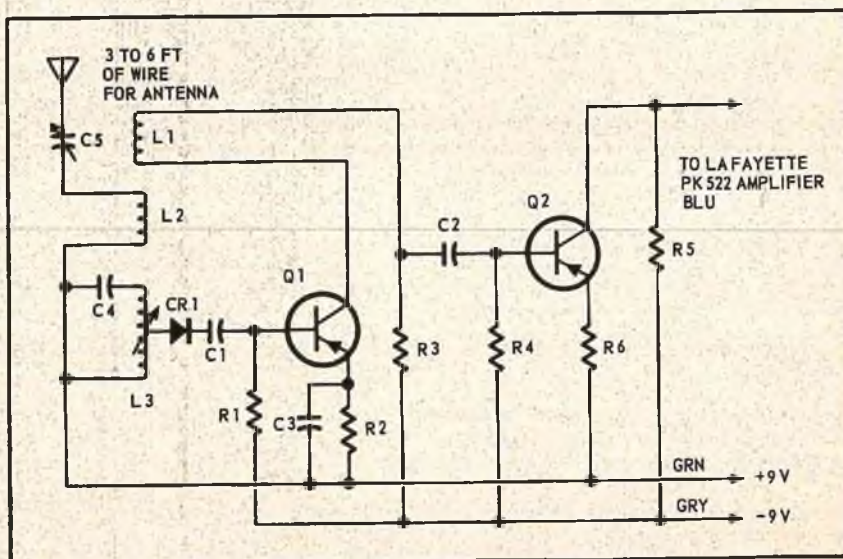 3 TO 6 FT
OF WIRE
FOR ANTENNA
C5
L1
L2
TO LAFAYETTE
PK 522 AMPLIFIER
BLU
Q2
C2
R5
Q1
C4
CR1
C1
R3
R4
R6
L3
R1
C3
R2
GRN
+9V
GRY
-9V